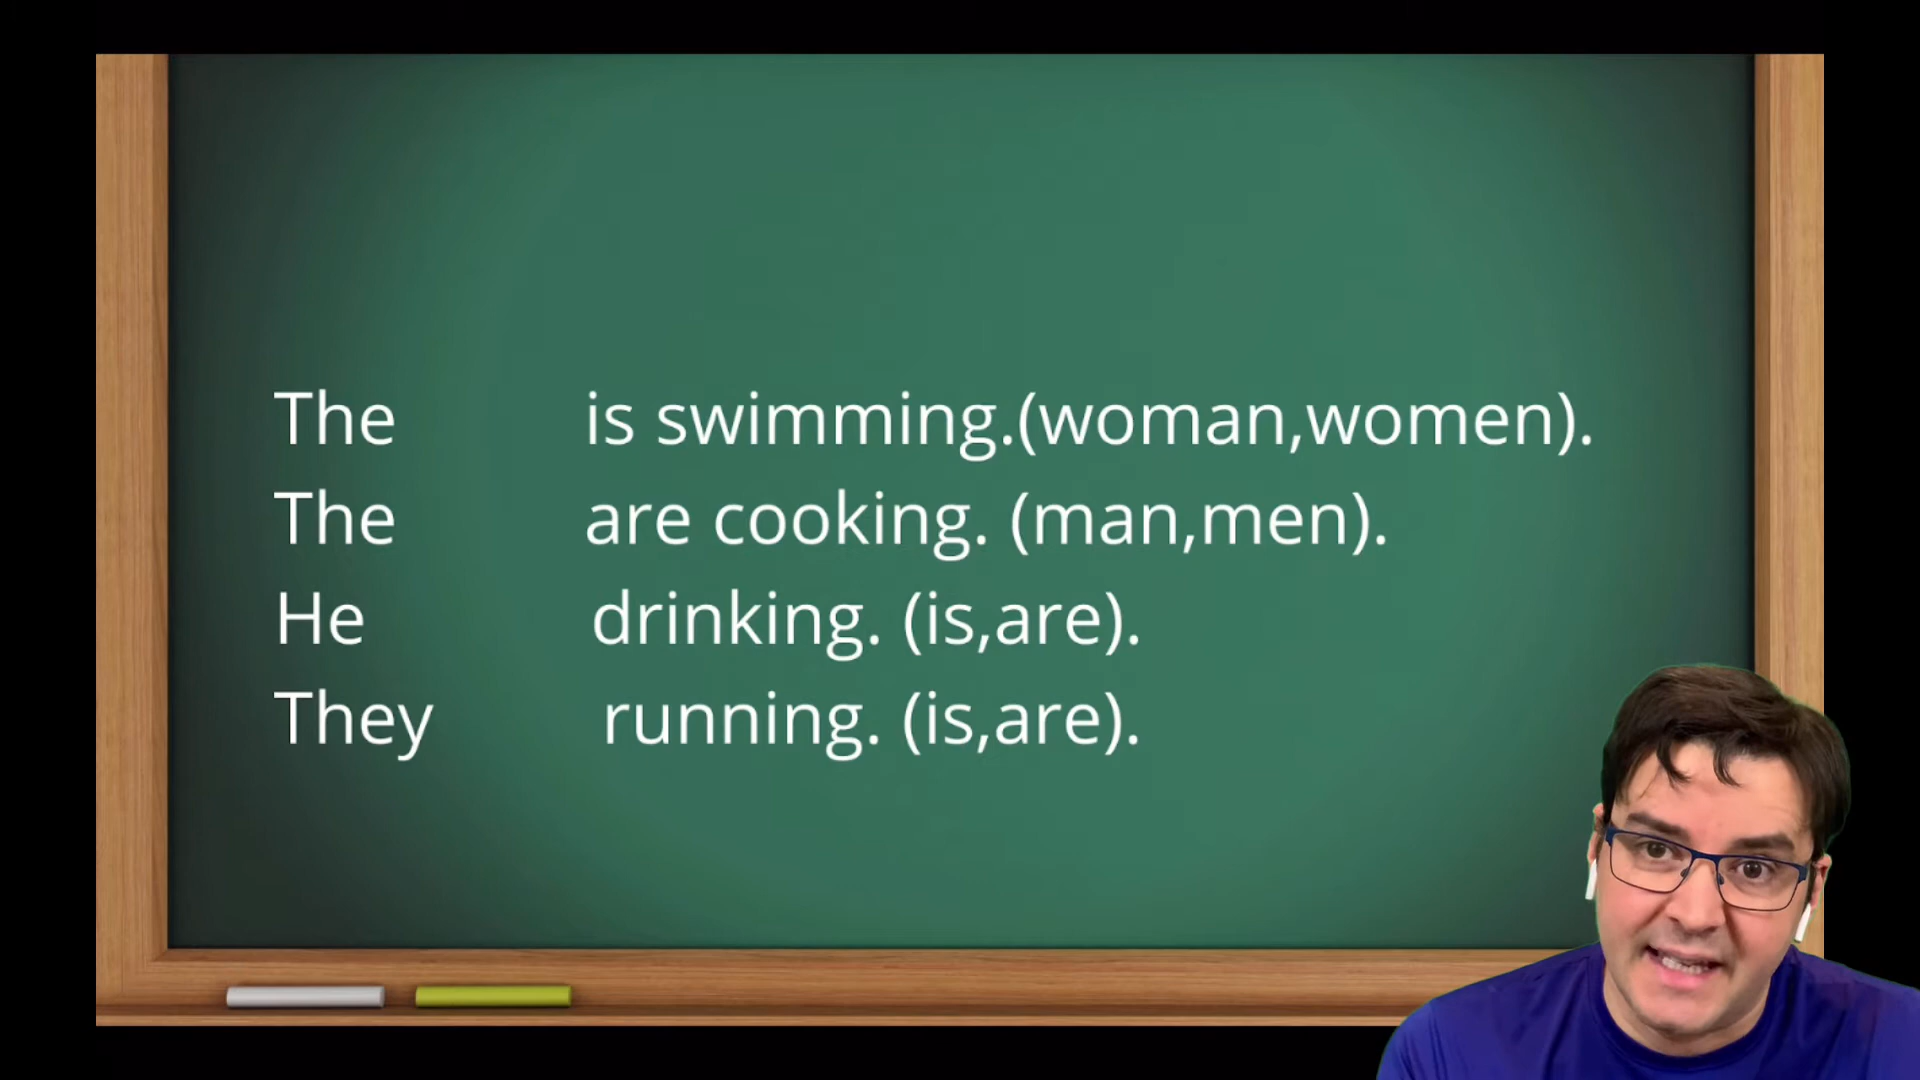 The is swimming.(woman,women).
The are cooking. (man,men).
He drinking. (is,are).
They running. (is,are).